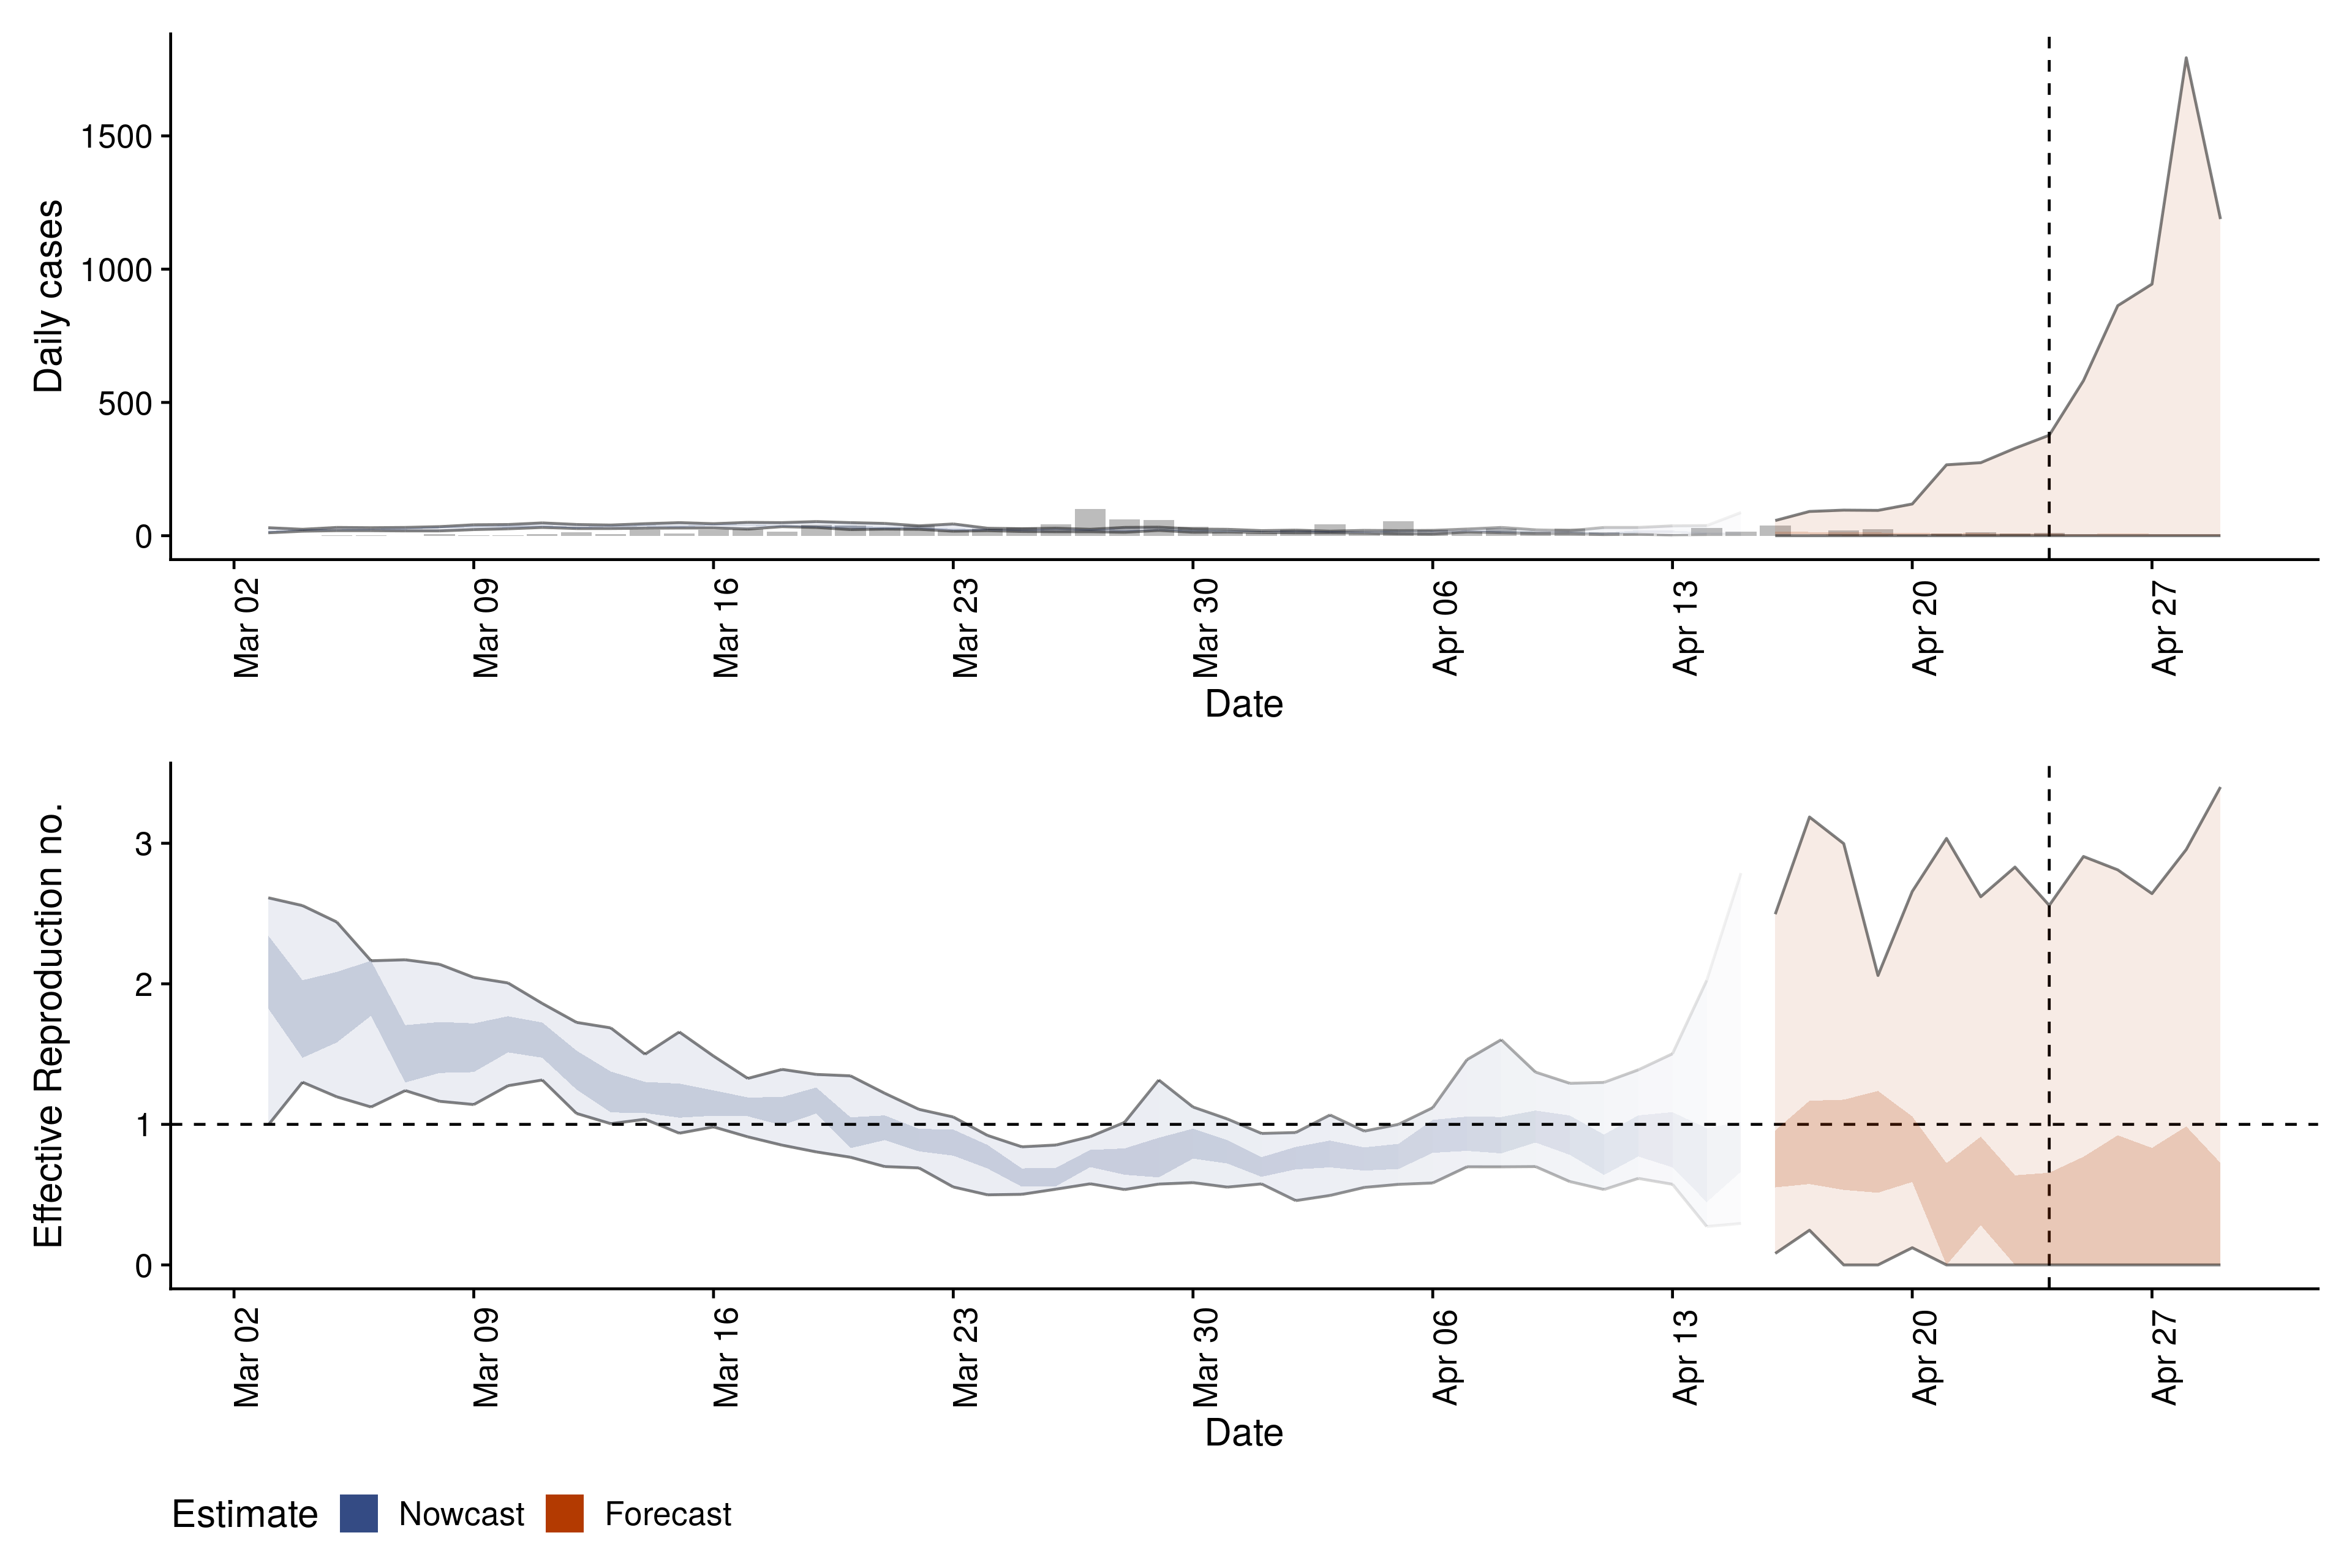 Daily cases
1500
1000
500
0
Mar 02
Mar 09
Mar 16
Mar 23
Mar 30
Apr 06
Apr 13
Apr 20
Apr 27
Date
Effective Reproduction no.
3
2
1
0
Mar 02
Mar 09
Mar 16
Mar 23
Mar 30
Apr 06
Apr 13
Apr 20
Apr 27
Date
Estimate Nowcast Forecast